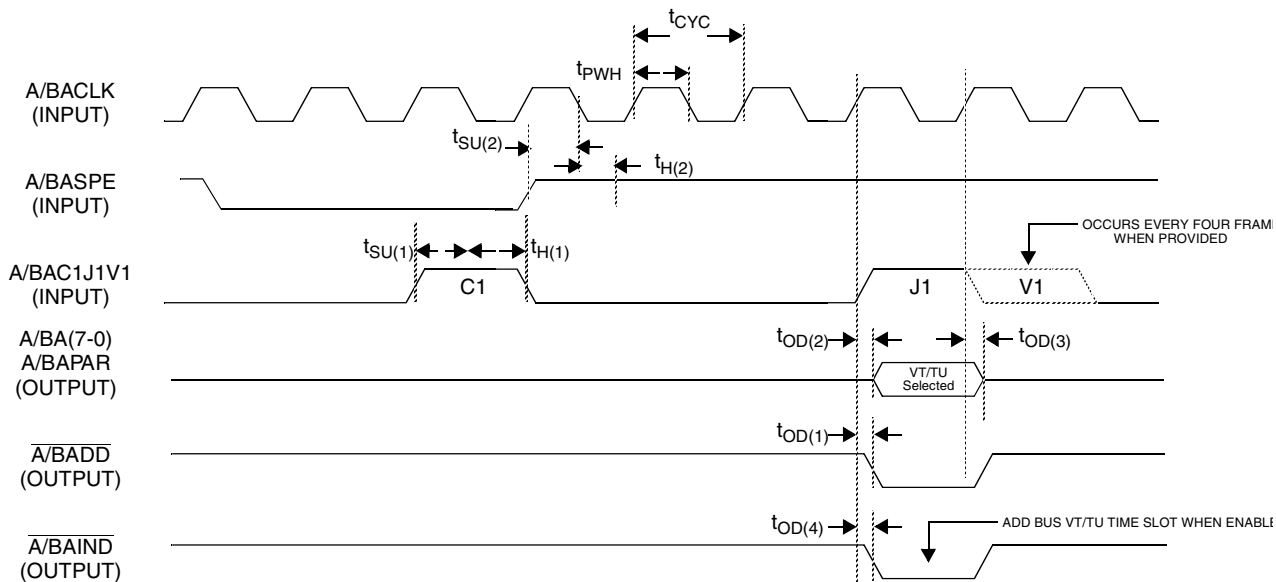 tCYC
tPWH
A/BACLK
(INPUT)
tSU(2)
tH(2)
A/BASPE
(INPUT)
OCCURS EVERY FOUR FRAME
WHEN PROVIDED
tSU(1)
tH(1)
A/BAC1J1V1
(INPUT)
C1
J1
V1
A/BA(7-0)
A/BAPAR
(OUTPUT)
tOD(2)
tOD(3)
VT/TU
Selected
tOD(1)
A/BADD
(OUTPUT)
tOD(4)
ADD BUS VT/TU TIME SLOT WHEN ENABLE
A/BAIND
(OUTPUT)